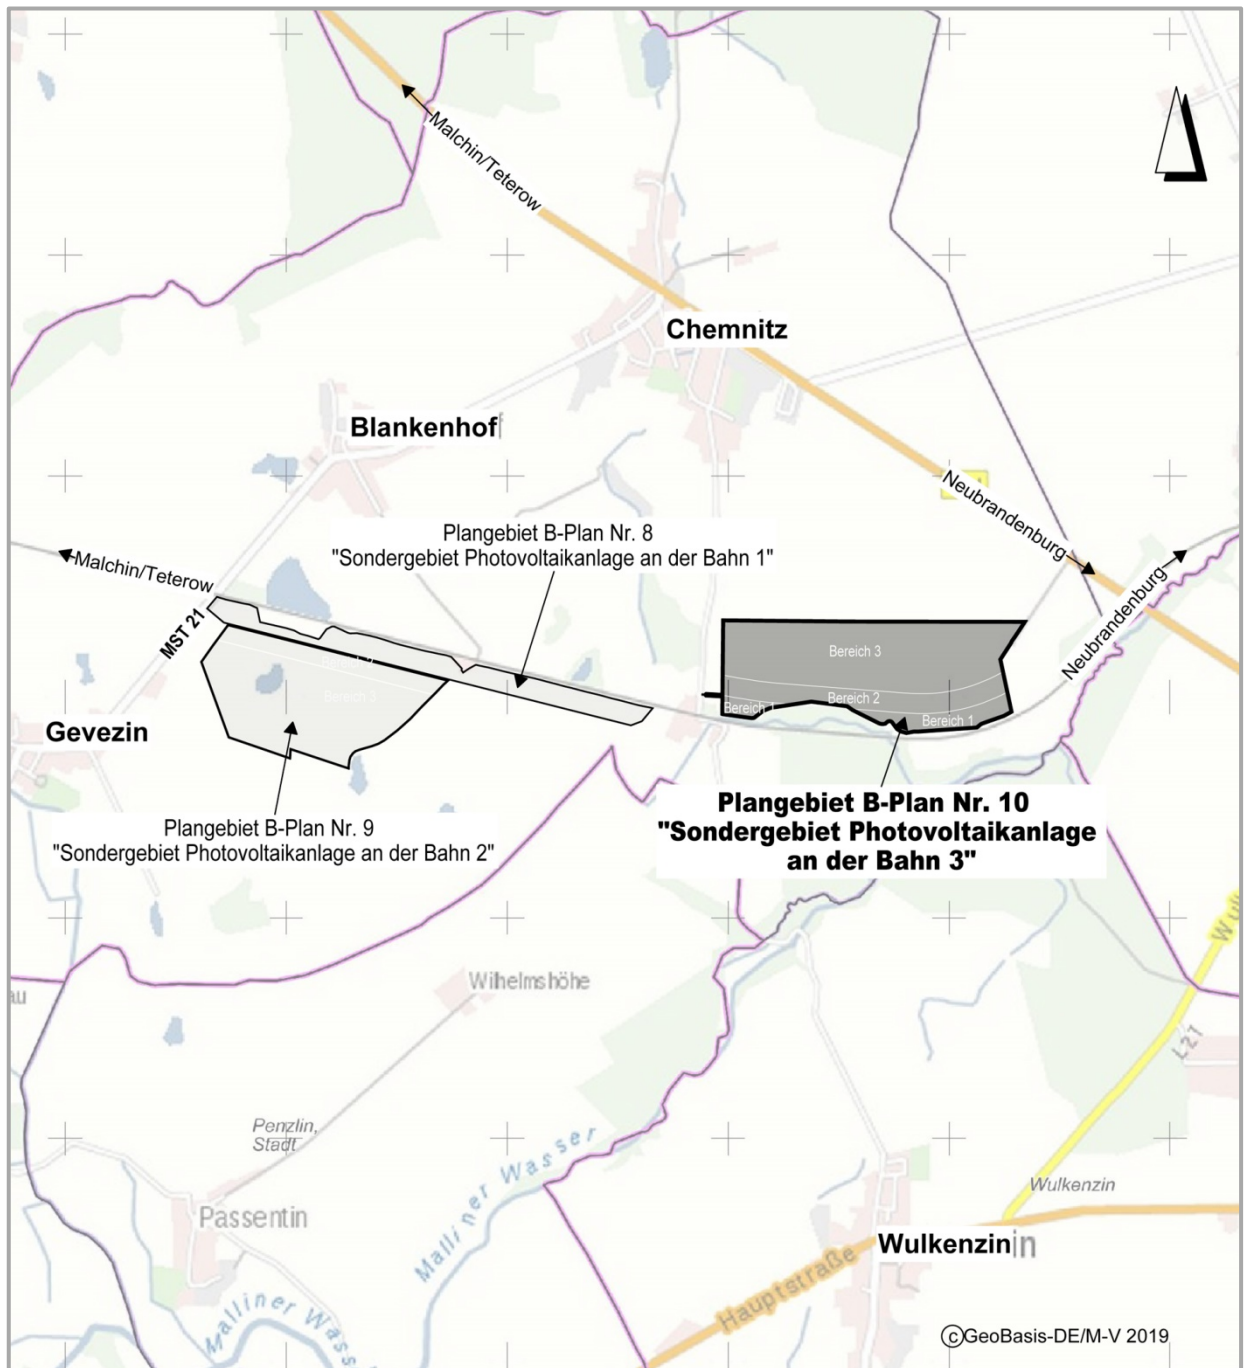 Malchin/Teterow
Chemnitz
Blankenhof
Neubrandenburg
Plangebiet B-Plan Nr. 8
"Sondergebiet Photovoltaikanlage an der Bahn 1"
Malchin/Teterow
Neubrandenburg
MST 21
Bereich 3
Bereich 3
Bereich 2
Bereich 1
Bereich 1
Gevezin
Plangebiet B-Plan Nr. 10
"Sondergebiet Photovoltaikanlage
an der Bahn 3"
Plangebiet B-Plan Nr. 9
"Sondergebiet Photovoltaikanlage an der Bahn 2"
Wilhelmshöhe
L21
Penzlin,
Stadt
Malliner Wasser
Wulkenzin
Passentin
Wulkenzin
Hauptstraße
©GeoBasis-DE/M-V 2019